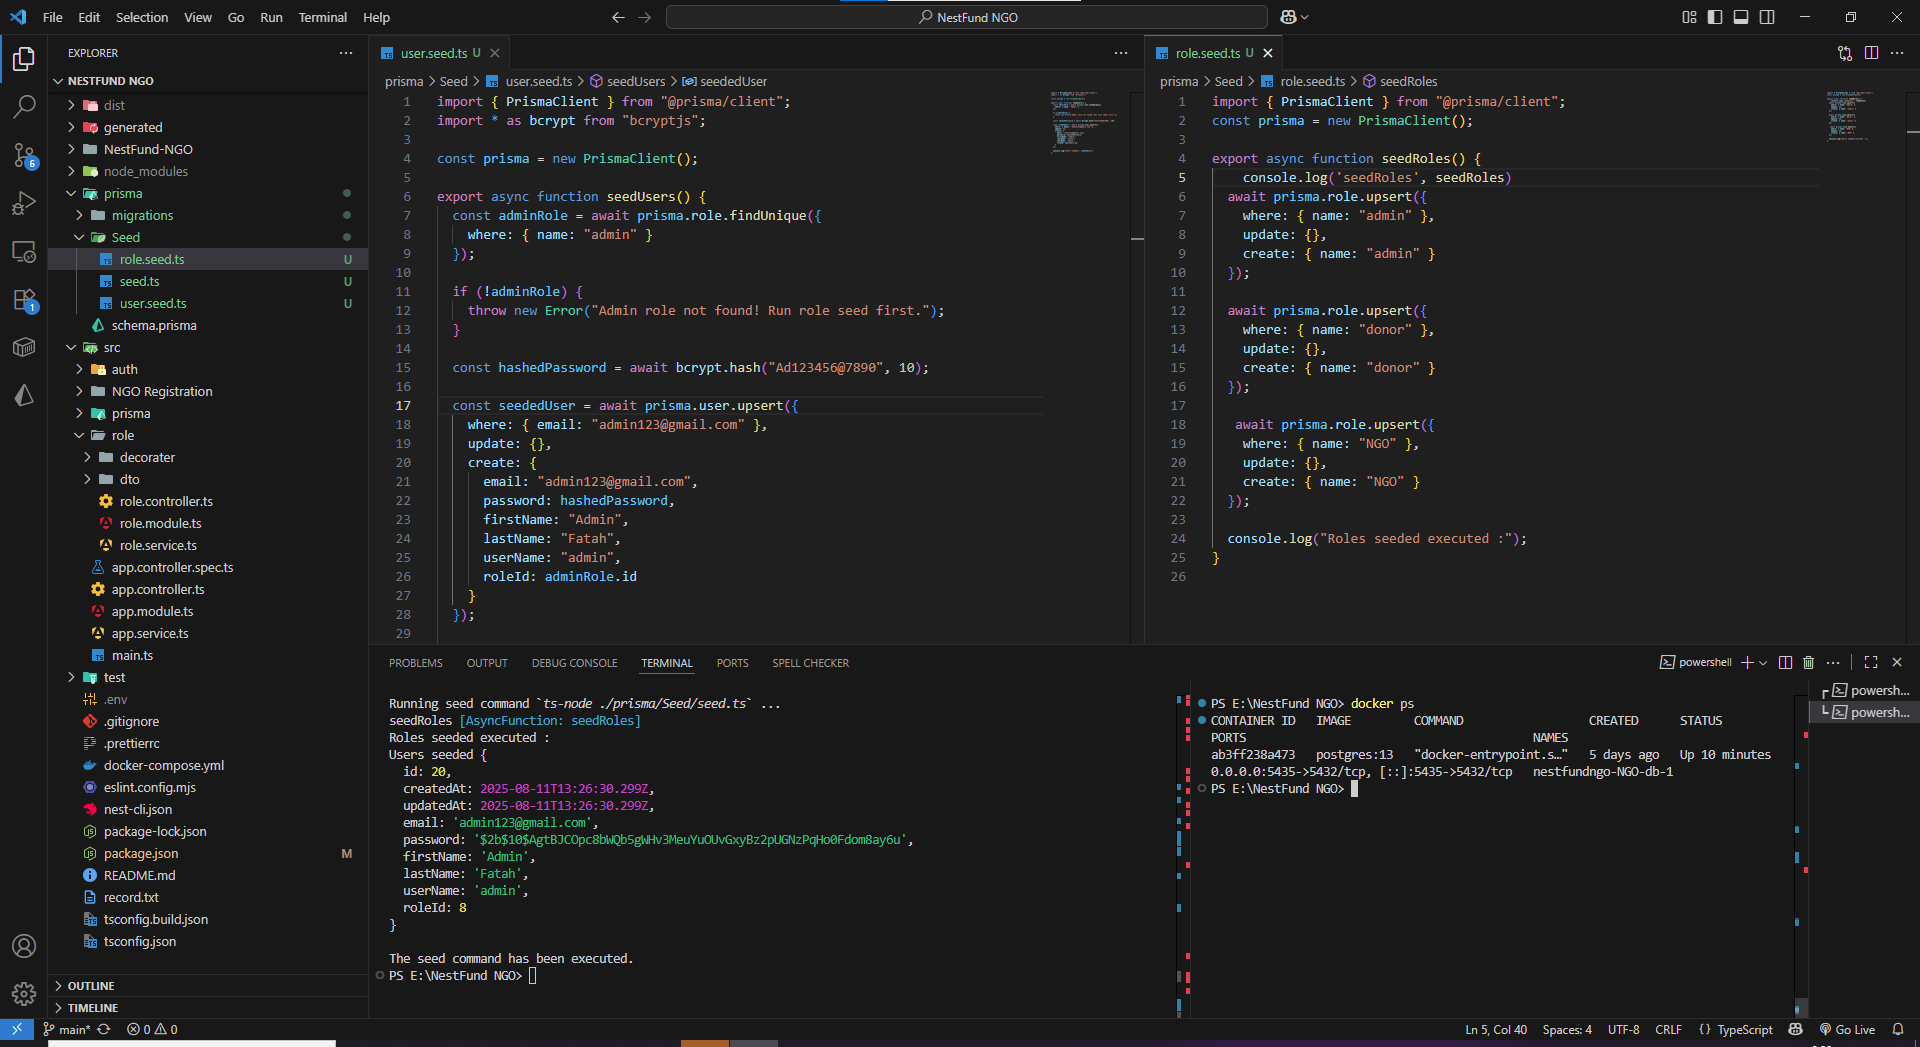 File Edit Selection View Go Run Terminal Help
NestFund NGO
EXPLORER
NESTFUND NGO
dist
generated
NestFund-NGO
node_modules
prisma
migrations
Seed
role.seed.ts U
seed.ts U
user.seed.ts U
schema.prisma
src
auth
NGO Registration
prisma
role
decorater
dto
role.controller.ts
role.module.ts
role.service.ts
app.controller.spec.ts
app.controller.ts
app.module.ts
app.service.ts
main.ts
test
.env
.gitignore
.prettierrc
docker-compose.yml
eslint.config.mjs
nest-cli.json
package-lock.json
package.json M
README.md
record.txt
tsconfig.build.json
tsconfig.json
OUTLINE
TIMELINE
6
1
user.seed.ts U
prisma > Seed > user.seed.ts > seedUsers > seededUser
1 import { PrismaClient } from "@prisma/client";
2 import * as bcrypt from "bcryptjs";
3
4 const prisma = new PrismaClient();
5
6 export async function seedUsers() {
7 const adminRole = await prisma.role.findUnique({
8 where: { name: "admin" }
9 });
10
11 if (!adminRole) {
12 throw new Error("Admin role not found! Run role seed first.");
13 }
14
15 const hashedPassword = await bcrypt.hash("Ad123456@7890", 10);
16
17 const seededUser = await prisma.user.upsert({
18 where: { email: "admin123@gmail.com" },
19 update: {},
20 create: {
21 email: "admin123@gmail.com",
22 password: hashedPassword,
23 firstName: "Admin",
24 lastName: "Fatah",
25 userName: "admin",
26 roleId: adminRole.id
27 }
28 });
29
role.seed.ts U
prisma > Seed > role.seed.ts > seedRoles
1 import { PrismaClient } from "@prisma/client";
2 const prisma = new PrismaClient();
3
4 export async function seedRoles() {
5 console.log('seedRoles', seedRoles)
6 await prisma.role.upsert({
7 where: { name: "admin" },
8 update: {},
9 create: { name: "admin" }
10 });
11
12 await prisma.role.upsert({
13 where: { name: "donor" },
14 update: {},
15 create: { name: "donor" }
16 });
17
18 await prisma.role.upsert({
19 where: { name: "NGO" },
20 update: {},
21 create: { name: "NGO" }
22 });
23
24 console.log("Roles seeded executed :");
25 }
26
PROBLEMS OUTPUT DEBUG CONSOLE TERMINAL PORTS SPELL CHECKER
powershell
Running seed command `ts-node ./prisma/Seed/seed.ts` ...
seedRoles [AsyncFunction: seedRoles]
Roles seeded executed :
Users seeded {
id: 20,
createdAt: 2025-08-11T13:26:30.299Z,
updatedAt: 2025-08-11T13:26:30.299Z,
email: 'admin123@gmail.com',
password: '$2b$10$AgtBJCOpc8bWQb5gWHv3MeuYuOUvGxyBz2pUGNzPqHo0Fdom8ay6u',
firstName: 'Admin',
lastName: 'Fatah',
userName: 'admin',
roleId: 8
}
The seed command has been executed.
PS E:\NestFund NGO>
PS E:\NestFund NGO> docker ps
CONTAINER ID IMAGE COMMAND CREATED STATUS
PORTS NAMES
ab3ff238a473 postgres:13 "docker-entrypoint.s…" 5 days ago Up 10 minutes
0.0.0.0:5435->5432/tcp, [::]:5435->5432/tcp nestfundngo-NGO-db-1
PS E:\NestFund NGO>
powersh...
powersh...
main* 0 0
Ln 5, Col 40 Spaces: 4 UTF-8 CRLF {} TypeScript Go Live